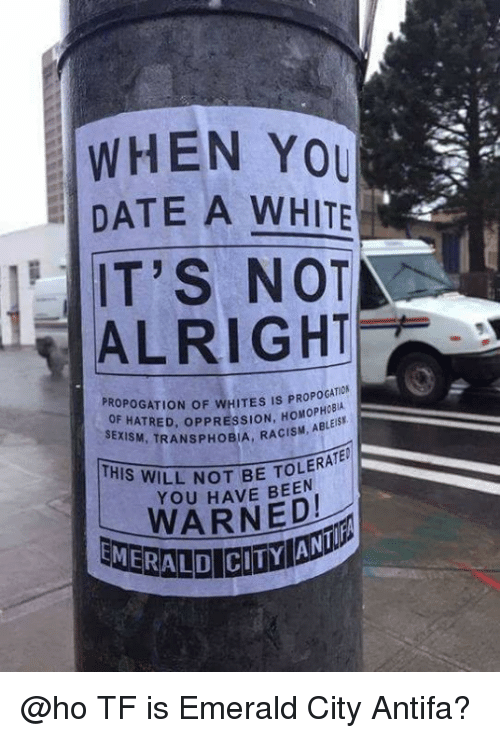 WHEN YOU
DATE A WHITE
IT'S NOT
ALRIGHT
PROPOGATION OF WHITES IS PROPOGATION
OF HATRED, OPPRESSION, HOMOPHOBIA,
SEXISM, TRANSPHOBIA, RACISM, ABLEISM.
THIS WILL NOT BE TOLERATED
YOU HAVE BEEN
WARNED!
EMERALD CITY ANTIFA
@ho TF is Emerald City Antifa?